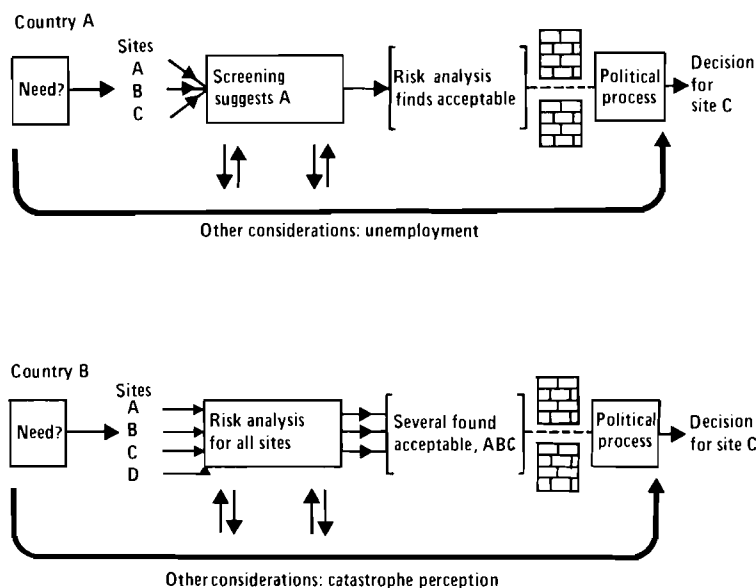 Country A
Need?
Sites
A
B
C
Screening
suggests A
Risk analysis
finds acceptable
Political
process
Decision
for
site C
Other considerations: unemployment
Country B
Need?
Sites
A
B
C
D
Risk analysis
for all sites
Several found
acceptable, ABC
Political
process
Decision
for site C
Other considerations: catastrophe perception